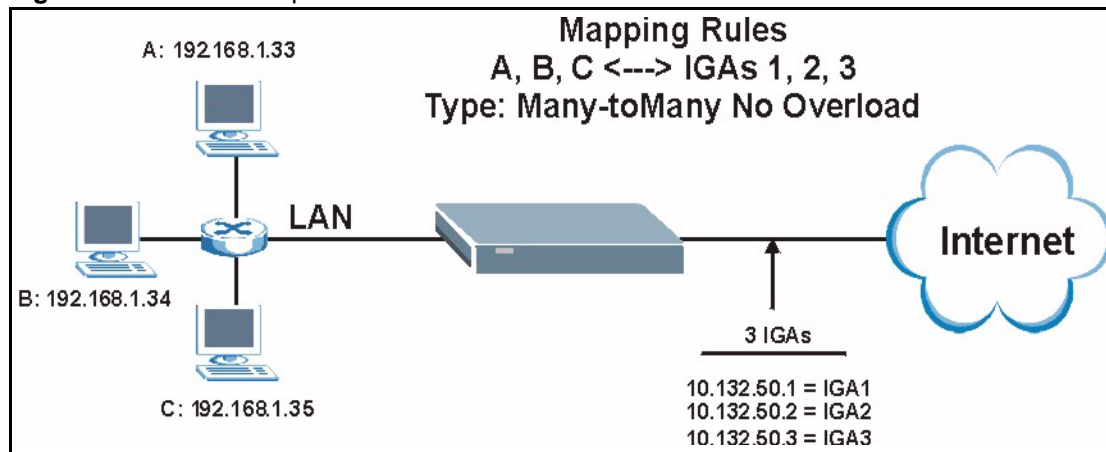 Mapping Rules
A, B, C <---> IGAs 1, 2, 3
Type: Many-toMany No Overload
A: 192168.1.33
LAN
B: 192.168.1.34
C: 192.168.1.35
Internet
3 IGAs
10.132.50.1 = IGA1
10.132.50.2 = IGA2
10.132.50.3 = IGA3